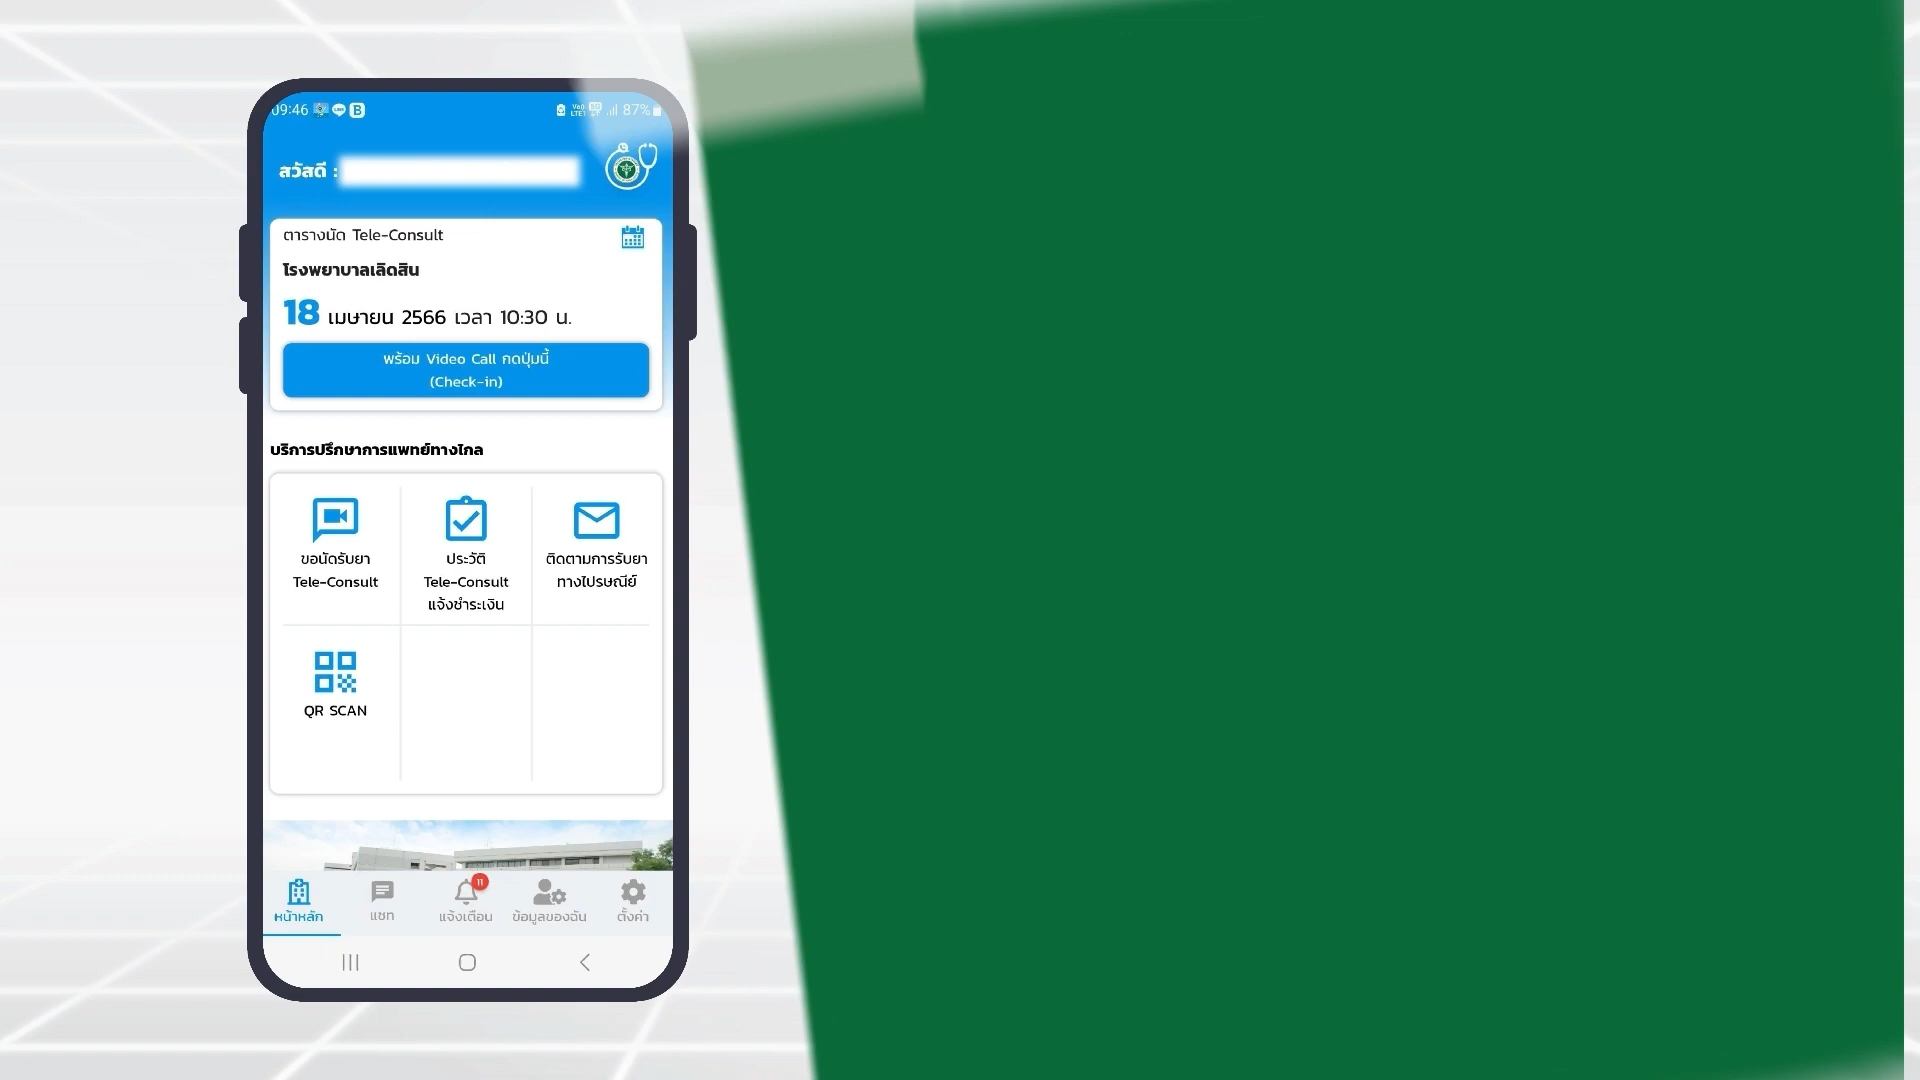 09:46
87%
สวัสดี :
ตารางนัด Tele-Consult
โรงพยาบาลเลิดสิน
18 เมษายน 2566 เวลา 10:30 น.
พร้อม Video Call กดปุ่มนี้
(Check-in)
บริการปรึกษาการแพทย์ทางไกล
ขอนัดรับยา
Tele-Consult
ประวัติ
Tele-Consult
แจ้งชำระเงิน
ติดตามการรับยา
ทางไปรษณีย์
QR SCAN
11
หน้าหลัก
แชท
แจ้งเตือน
ข้อมูลของฉัน
ตั้งค่า